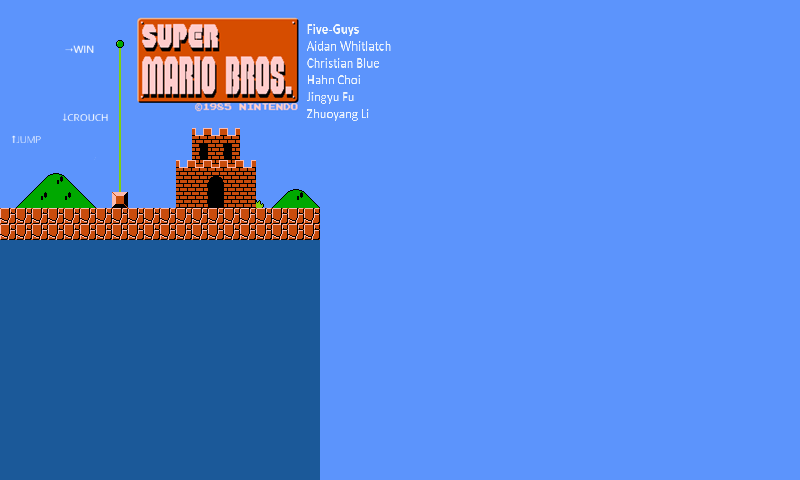 SUPER
MARIO BROS.
©1985 NINTENDO
Five-Guys
Aidan Whitlatch
Christian Blue
Hahn Choi
Jingyu Fu
Zhuoyang Li
→WIN
↓CROUCH
↑JUMP